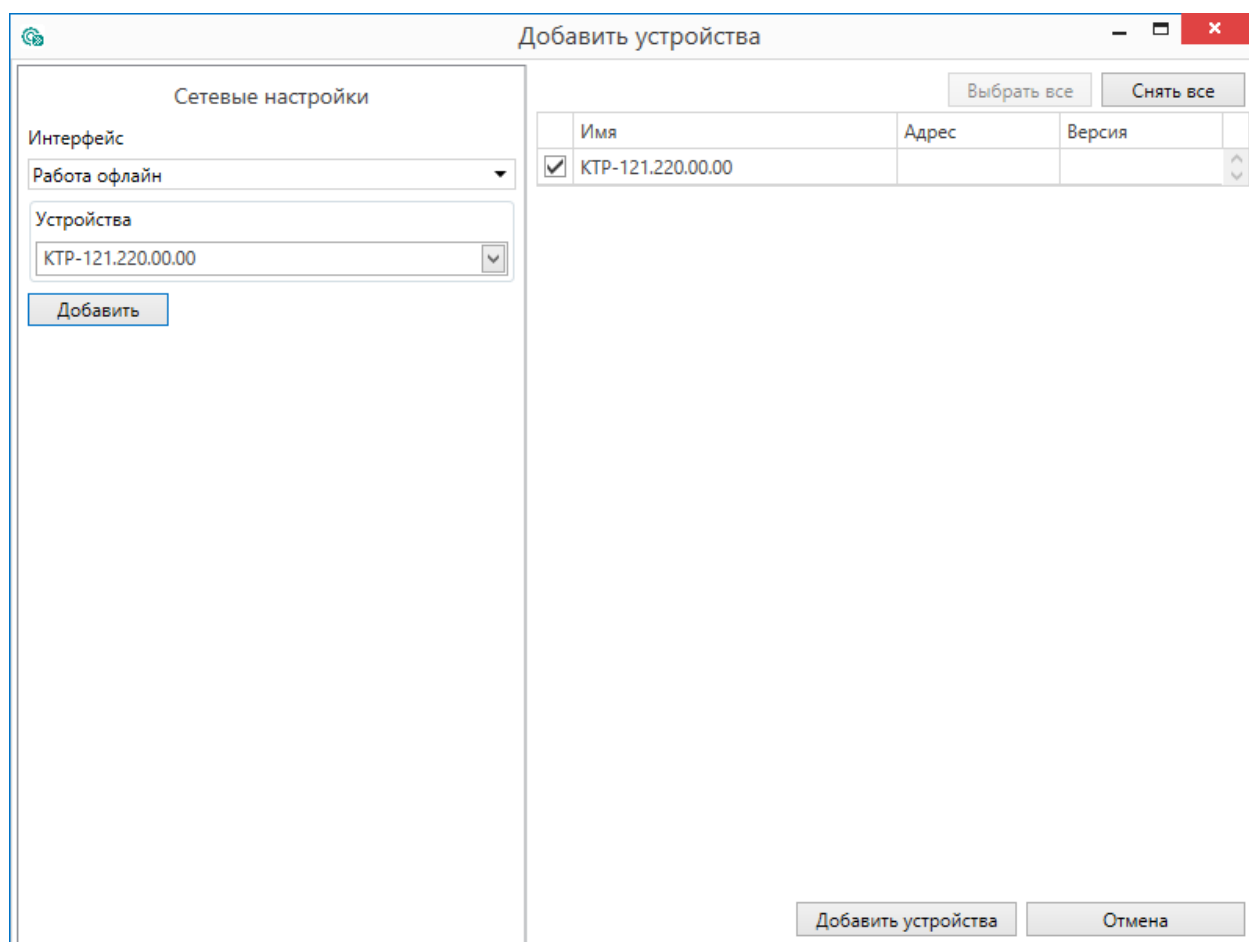 Добавить устройства
Сетевые настройки
Интерфейс
Работа офлайн
Устройства
КТР-121.220.00.00
Добавить
Выбрать все
Снять все
Имя Адрес Версия
КТР-121.220.00.00
Добавить устройства
Отмена